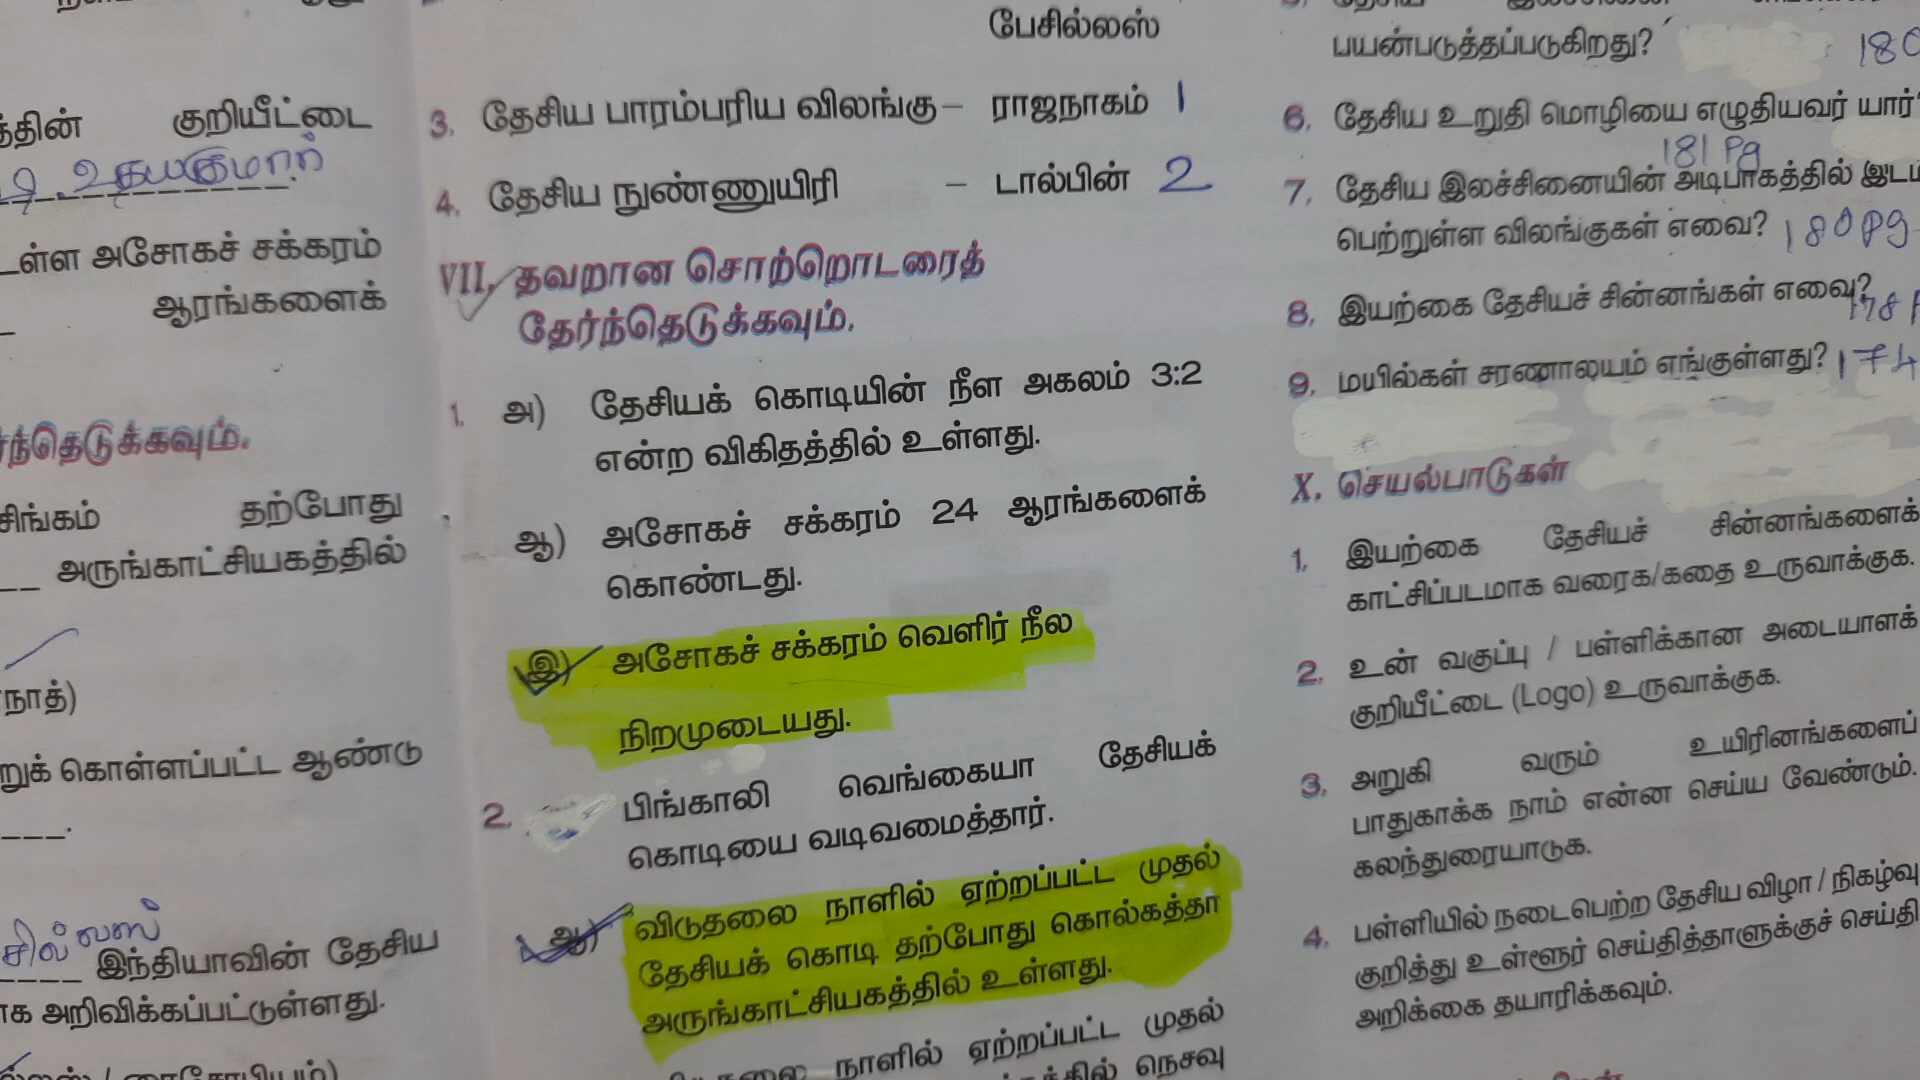 த்தின் குறியீட்டை
உதயகுமார்
ள்ள அசோகச் சக்கரம்
ஆரங்களைக்
ந்தெடுக்கவும்.
சிங்கம் தற்போது
____ அருங்காட்சியகத்தில்
நாத்)
றுக் கொள்ளப்பட்ட ஆண்டு
சில்லஸ்
____ இந்தியாவின் தேசிய
ாக அறிவிக்கப்பட்டுள்ளது.
பேசில்லஸ்
3. தேசிய பாரம்பரிய விலங்கு – ராஜநாகம் 1
4. தேசிய நுண்ணுயிரி – டால்பின் 2
VII. தவறான சொற்றொடரைத்
தேர்ந்தெடுக்கவும்.
1. அ) தேசியக் கொடியின் நீள அகலம் 3:2
என்ற விகிதத்தில் உள்ளது.
ஆ) அசோகச் சக்கரம் 24 ஆரங்களைக்
கொண்டது.
இ) அசோகச் சக்கரம் வெளிர் நீல
நிறமுடையது.
2. பிங்காலி வெங்கையா தேசியக்
கொடியை வடிவமைத்தார்.
ஆ) விடுதலை நாளில் ஏற்றப்பட்ட முதல்
தேசியக் கொடி தற்போது கொல்கத்தா
அருங்காட்சியகத்தில் உள்ளது.
நாளில் ஏற்றப்பட்ட முதல்
நெசவு
பயன்படுத்தப்படுகிறது? 180
6. தேசிய உறுதி மொழியை எழுதியவர் யார்?
181 Pg
7. தேசிய இலச்சினையின் அடிபாகத்தில் இடம்
பெற்றுள்ள விலங்குகள் எவை? 180 Pg
8. இயற்கை தேசியச் சின்னங்கள் எவை?
178
9. மயில்கள் சரணாலயம் எங்குள்ளது? 174
X. செயல்பாடுகள்
1. இயற்கை தேசியச் சின்னங்களைக்
காட்சிப்படமாக வரைக/கதை உருவாக்குக.
2. உன் வகுப்பு / பள்ளிக்கான அடையாளக்
குறியீட்டை (Logo) உருவாக்குக.
3. அறுகி வரும் உயிரினங்களைப்
பாதுகாக்க நாம் என்ன செய்ய வேண்டும்.
கலந்துரையாடுக.
4. பள்ளியில் நடைபெற்ற தேசிய விழா / நிகழ்வு
குறித்து உள்ளூர் செய்தித்தாளுக்குச் செய்தி
அறிக்கை தயாரிக்கவும்.